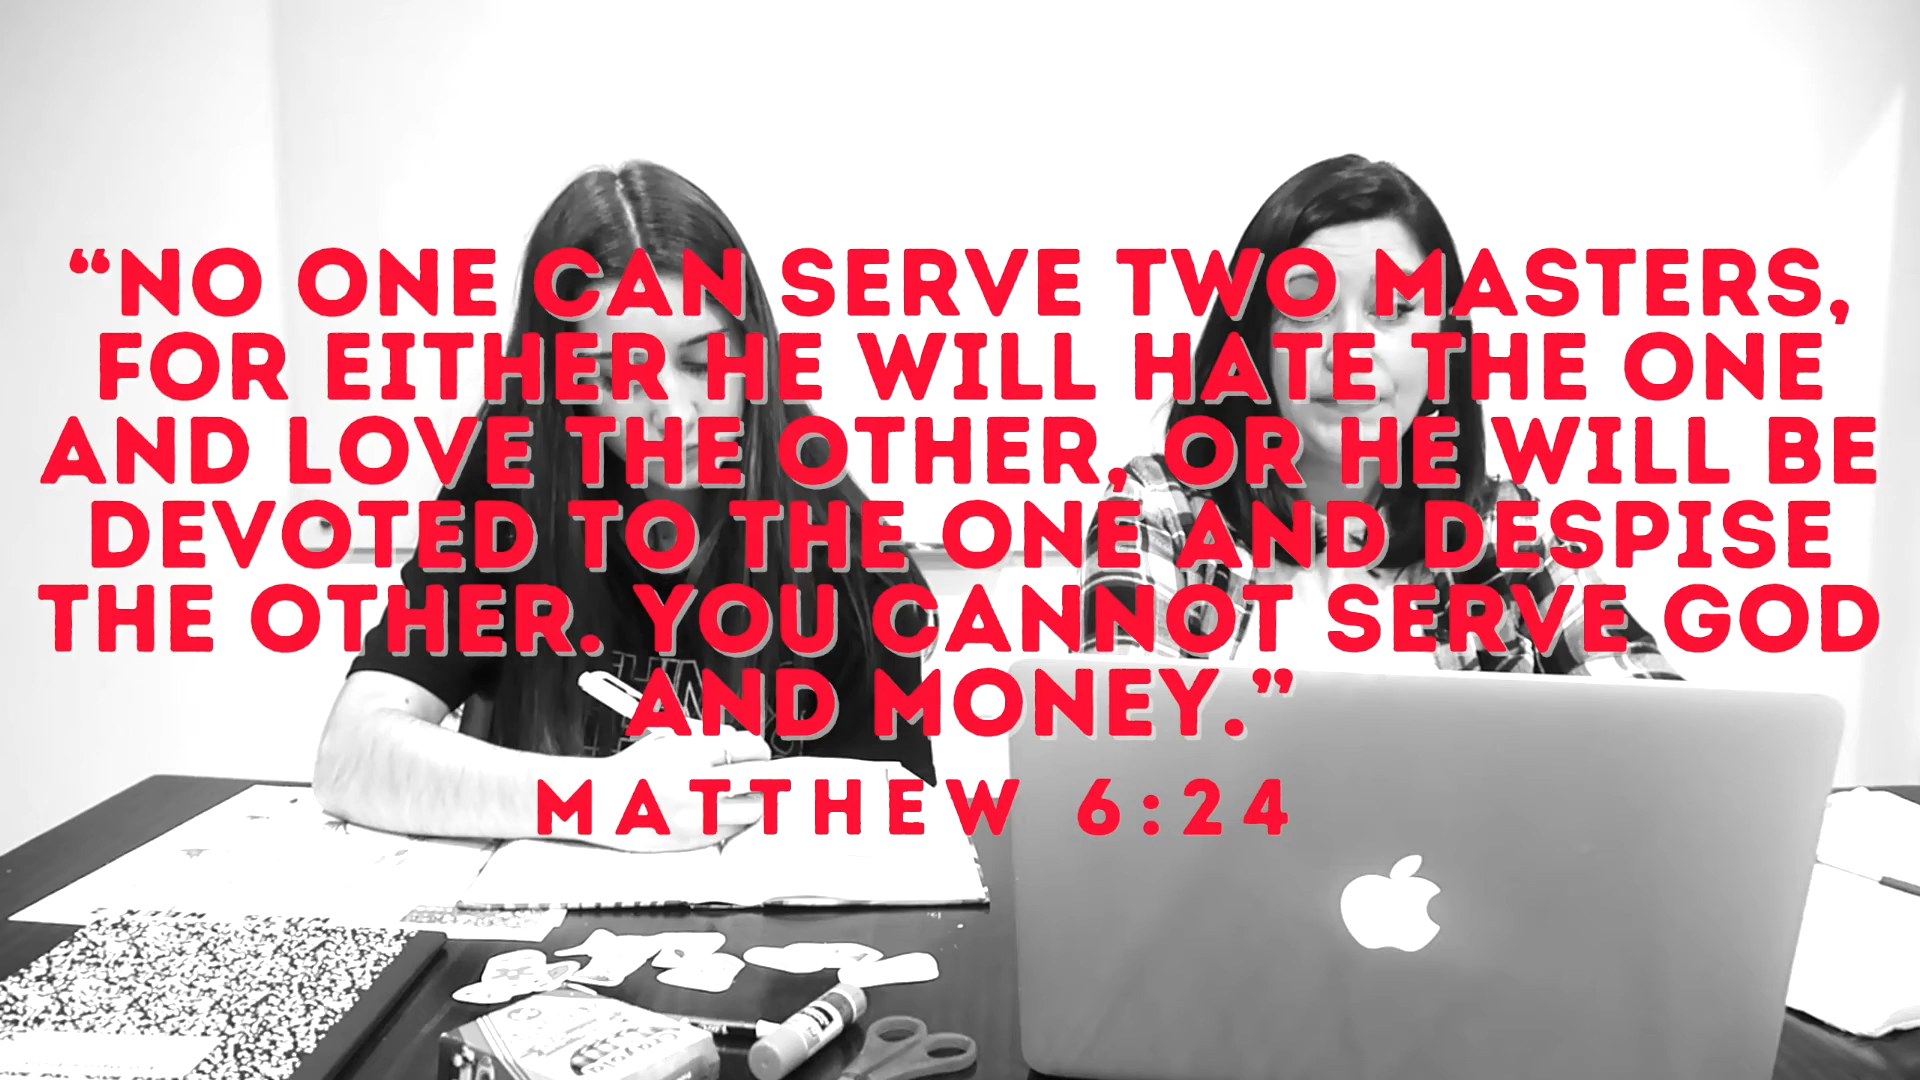 “NO ONE CAN SERVE TWO MASTERS,
FOR EITHER HE WILL HATE THE ONE
AND LOVE THE OTHER, OR HE WILL BE
DEVOTED TO THE ONE AND DESPISE
THE OTHER. YOU CANNOT SERVE GOD
AND MONEY.”
MATTHEW 6:24